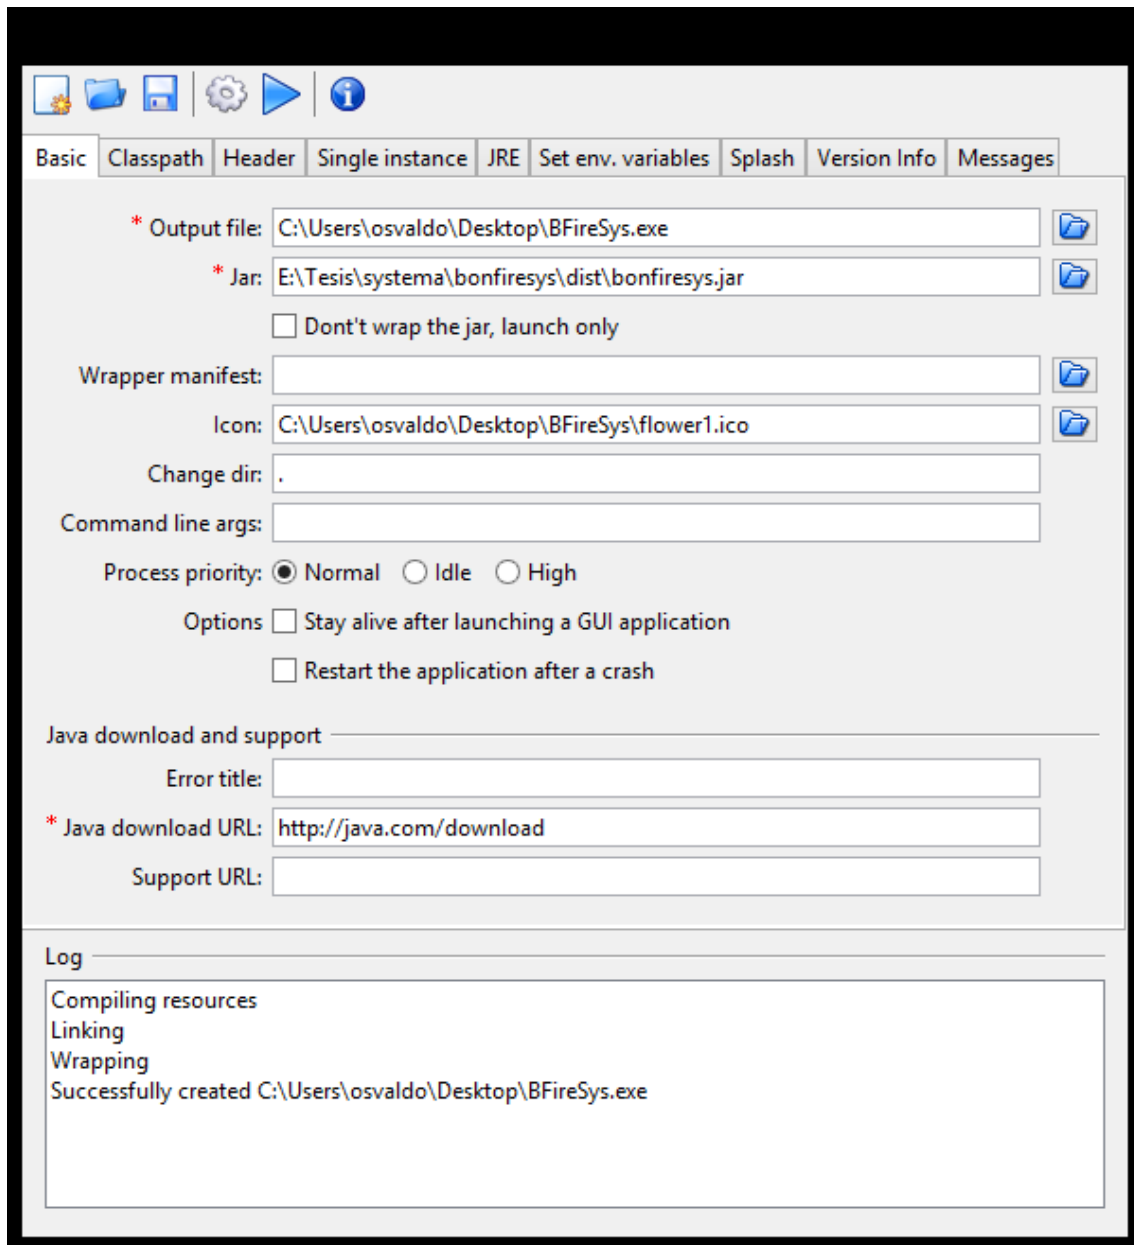 Basic Classpath Header Single instance JRE Set env. variables Splash Version Info Messages
* Output file: C:\Users\osvaldo\Desktop\BFireSys.exe
* Jar: E:\Tesis\systema\bonfiresys\dist\bonfiresys.jar
Dont't wrap the jar, launch only
Wrapper manifest:
Icon: C:\Users\osvaldo\Desktop\BFireSys\flower1.ico
Change dir: .
Command line args:
Process priority: Normal Idle High
Options Stay alive after launching a GUI application
Restart the application after a crash
Java download and support
Error title:
* Java download URL: http://java.com/download
Support URL:
Log
Compiling resources
Linking
Wrapping
Successfully created C:\Users\osvaldo\Desktop\BFireSys.exe